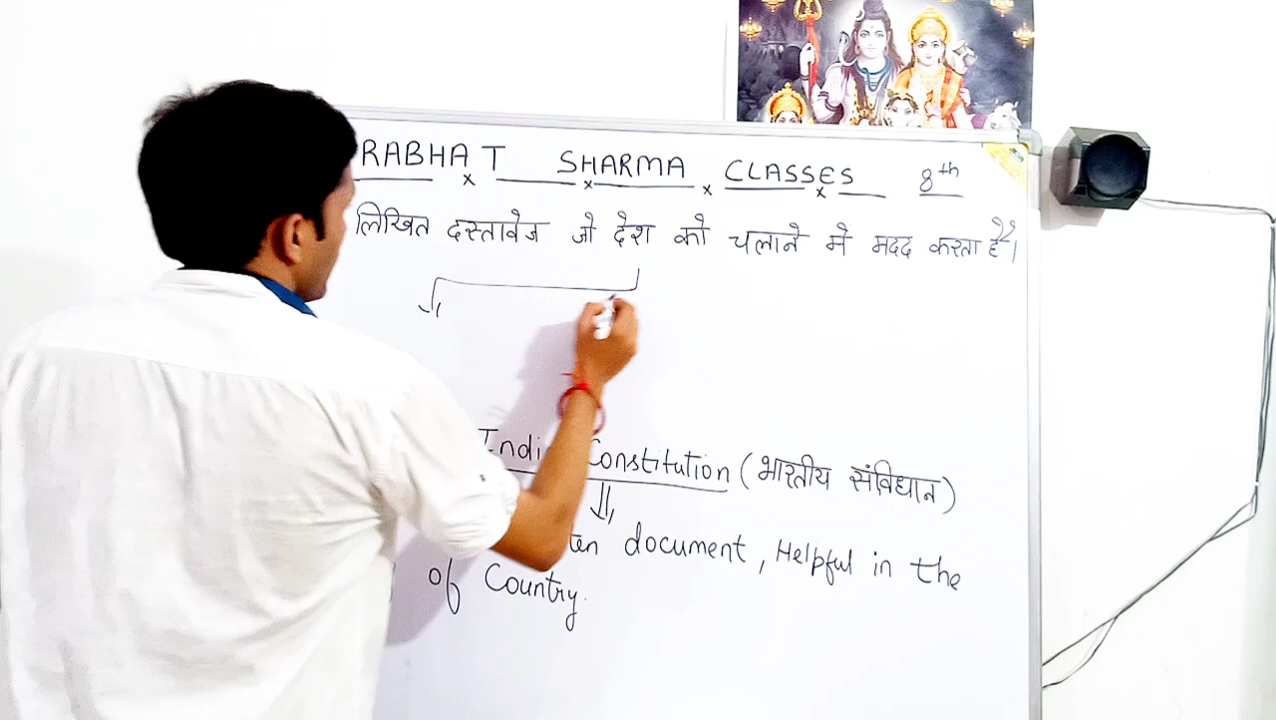 RABHAT SHARMA CLASSES 8th
लिखित दस्तावेज जो देश को चलाने मे मदद करता है।
Constitution (भारतीय संविधान)
document, Helpful in the
of Country.